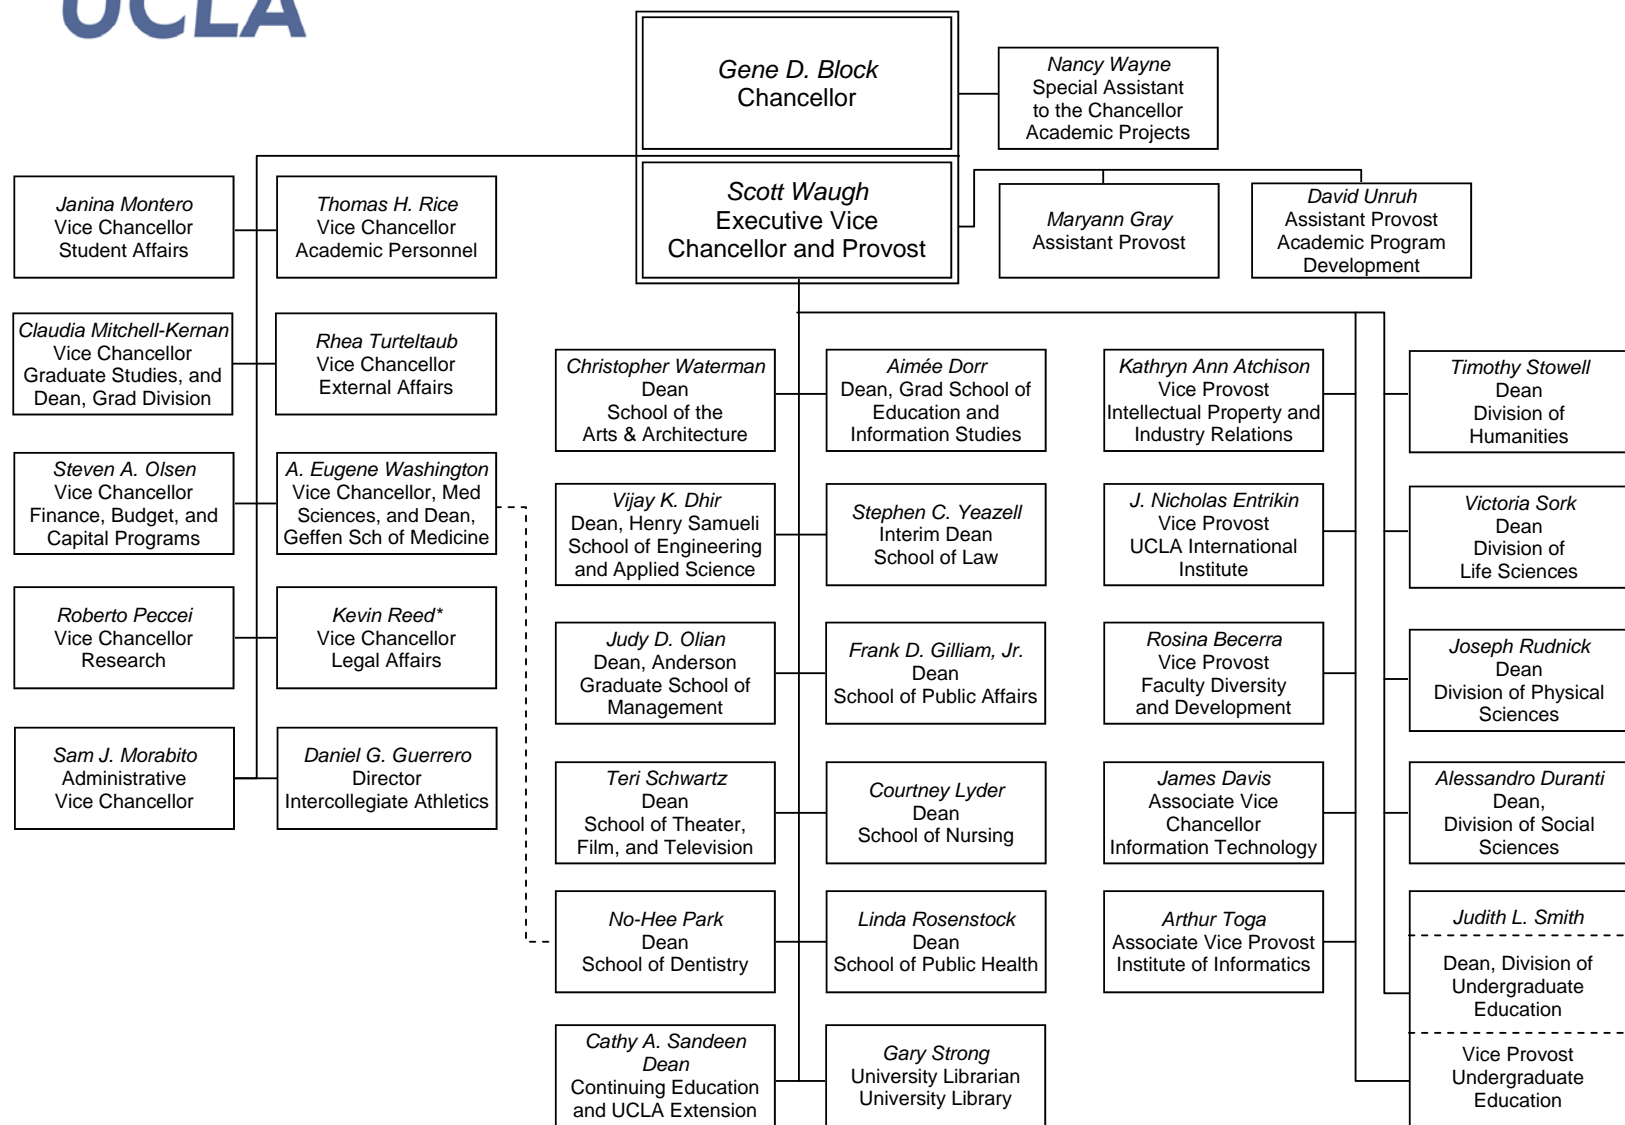 UCLA
Gene D. Block
Chancellor
Nancy Wayne
Special Assistant
to the Chancellor
Academic Projects
Scott Waugh
Executive Vice
Chancellor and Provost
Maryann Gray
Assistant Provost
David Unruh
Assistant Provost
Academic Program
Development
Janina Montero
Vice Chancellor
Student Affairs
Thomas H. Rice
Vice Chancellor
Academic Personnel
Claudia Mitchell-Kernan
Vice Chancellor
Graduate Studies, and
Dean, Grad Division
Rhea Turteltaub
Vice Chancellor
External Affairs
Steven A. Olsen
Vice Chancellor
Finance, Budget, and
Capital Programs
A. Eugene Washington
Vice Chancellor, Med
Sciences, and Dean,
Geffen Sch of Medicine
Roberto Peccei
Vice Chancellor
Research
Kevin Reed*
Vice Chancellor
Legal Affairs
Sam J. Morabito
Administrative
Vice Chancellor
Daniel G. Guerrero
Director
Intercollegiate Athletics
Christopher Waterman
Dean
School of the
Arts & Architecture
Aimée Dorr
Dean, Grad School of
Education and
Information Studies
Vijay K. Dhir
Dean, Henry Samueli
School of Engineering
and Applied Science
Stephen C. Yeazell
Interim Dean
School of Law
Judy D. Olian
Dean, Anderson
Graduate School of
Management
Frank D. Gilliam, Jr.
Dean
School of Public Affairs
Teri Schwartz
Dean
School of Theater,
Film, and Television
Courtney Lyder
Dean
School of Nursing
No-Hee Park
Dean
School of Dentistry
Linda Rosenstock
Dean
School of Public Health
Cathy A. Sandeen
Dean
Continuing Education
and UCLA Extension
Gary Strong
University Librarian
University Library
Kathryn Ann Atchison
Vice Provost
Intellectual Property and
Industry Relations
Timothy Stowell
Dean
Division of
Humanities
J. Nicholas Entrikin
Vice Provost
UCLA International
Institute
Victoria Sork
Dean
Division of
Life Sciences
Rosina Becerra
Vice Provost
Faculty Diversity
and Development
Joseph Rudnick
Dean
Division of Physical
Sciences
James Davis
Associate Vice
Chancellor
Information Technology
Alessandro Duranti
Dean,
Division of Social
Sciences
Arthur Toga
Associate Vice Provost
Institute of Informatics
Judith L. Smith
Dean, Division of
Undergraduate
Education
Vice Provost
Undergraduate
Education